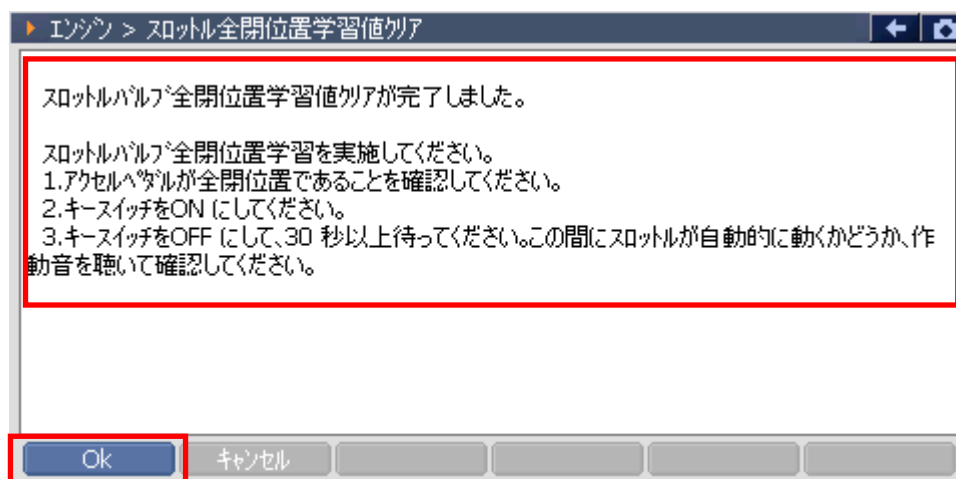 エンジン > スロットル全閉位置学習値クリア
スロットルバルブ全閉位置学習値クリアが完了しました。
スロットルバルブ全閉位置学習を実施してください。
1.アクセルペダルが全閉位置であることを確認してください。
2.キースイッチをON にしてください。
3.キースイッチをOFF にして、30 秒以上待ってください。この間にスロットルが自動的に動くかどうか、作
動音を聴いて確認してください。
Ok
キャンセル